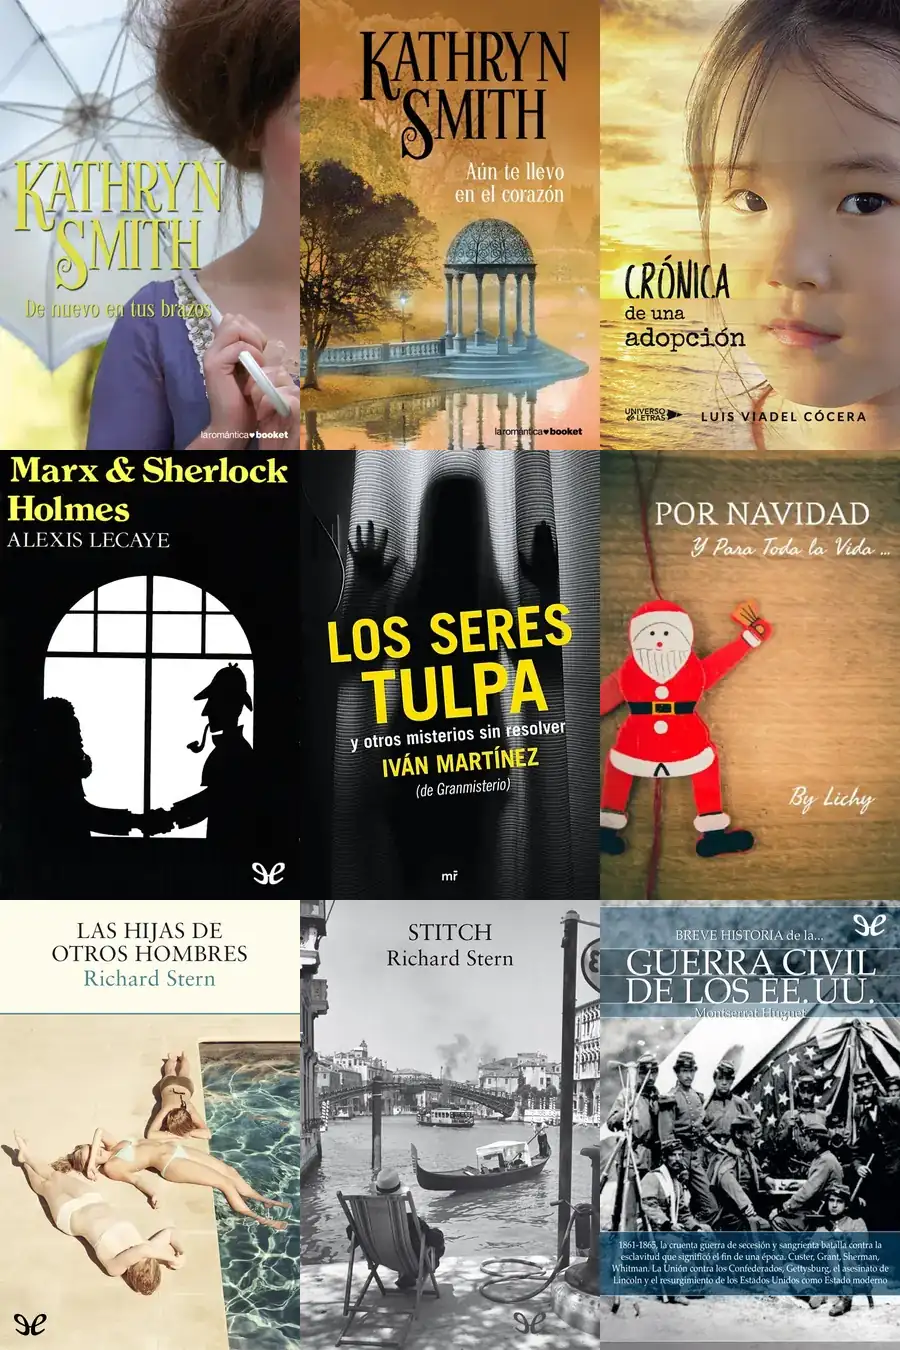 KATHRYN
SMITH
De nuevo en tus brazos
laromántica♥booket
KATHRYN
SMITH
Aún te llevo
en el corazón
laromántica♥booket
CRÓNICA
de una
adopción
UNIVERSO
de LETRAS
LUIS VIADEL CÓCERA
Marx & Sherlock
Holmes
ALEXIS LECAYE
LOS SERES
TULPA
y otros misterios sin resolver
IVÁN MARTÍNEZ
(de Granmisterio)
mr
POR NAVIDAD
Y Para Toda la Vida ...
By Lichy
LAS HIJAS DE
OTROS HOMBRES
Richard Stern
STITCH
Richard Stern
BREVE HISTORIA de la...
GUERRA CIVIL
DE LOS EE. UU.
Montserrat Huguet
1861-1865, la cruenta guerra de secesión y sangrienta batalla contra la
esclavitud que significó el fin de una época. Custer, Grant, Sherman,
Whitman. La Unión contra los Confederados, Gettysburg, el asesinato de
Lincoln y el resurgimiento de los Estados Unidos como Estado moderno